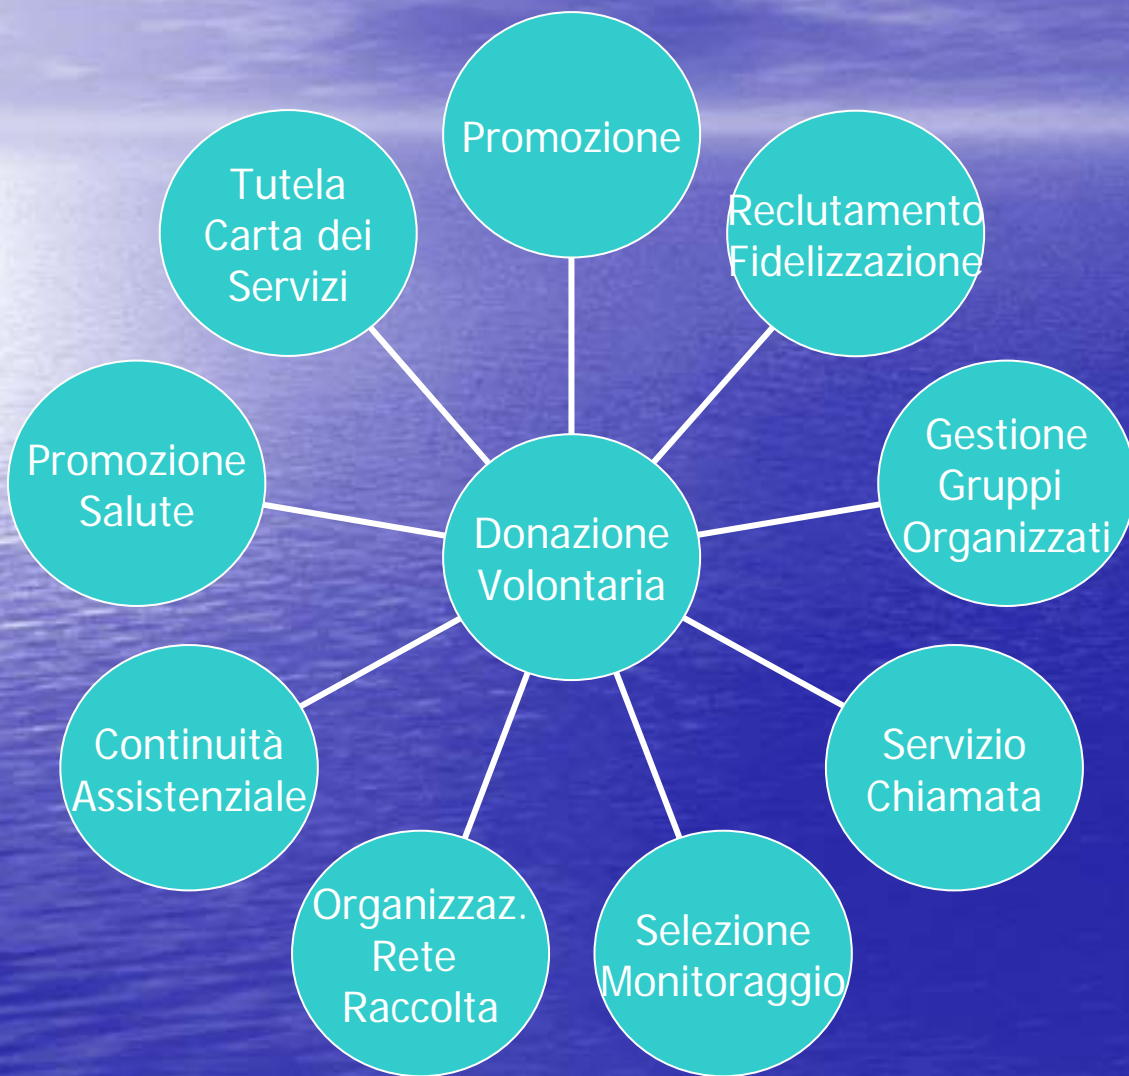 Promozione
Tutela
Carta dei
Servizi
Reclutamento
Fidelizzazione
Promozione
Salute
Gestione
Gruppi
Organizzati
Donazione
Volontaria
Continuità
Assistenziale
Servizio
Chiamata
Organizzaz.
Rete
Raccolta
Selezione
Monitoraggio